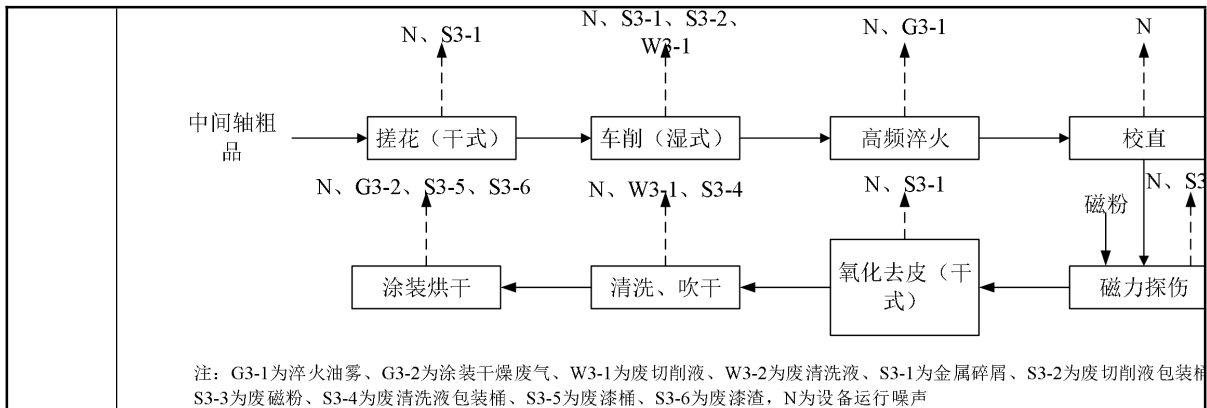 N、S3-1
N、S3-1、S3-2、
W3-1
N、G3-1
N
中间轴粗
品
搓花（干式）
车削（湿式）
高频淬火
校直
N、G3-2、S3-5、S3-6
N、W3-1、S3-4
N、S3-1
磁粉
N、S3
涂装烘干
清洗、吹干
氧化去皮（干
式）
磁力探伤
注：G3-1为淬火油雾、G3-2为涂装干燥废气、W3-1为废切削液、W3-2为废清洗液、S3-1为金属碎屑、S3-2为废切削液包装桶
S3-3为废磁粉、S3-4为废清洗液包装桶、S3-5为废漆桶、S3-6为废漆渣，N为设备运行噪声